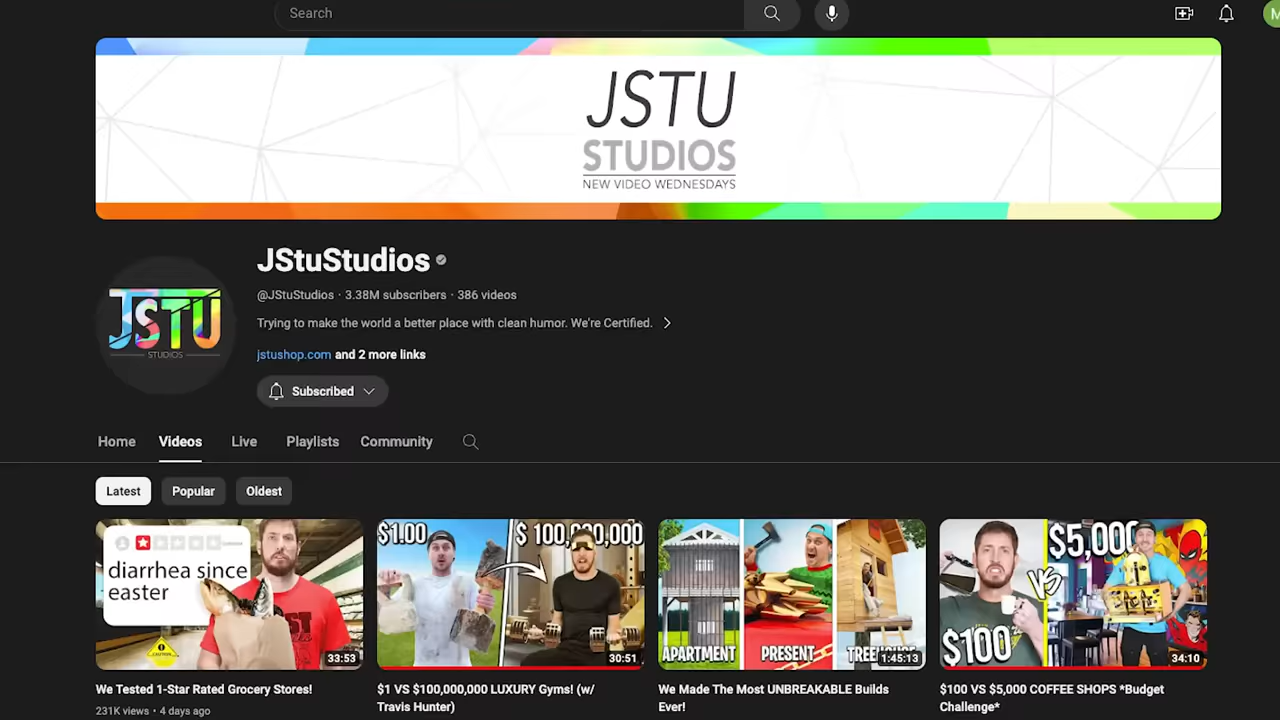 Search
M
JSTU
STUDIOS
NEW VIDEO WEDNESDAYS
JSTU
STUDIOS
JStuStudios
@JStuStudios · 3.38M subscribers · 386 videos
Trying to make the world a better place with clean humor. We're Certified.
jstushop.com and 2 more links
Subscribed
Home Videos Live Playlists Community
Latest Popular Oldest
diarrhea since
easter
CAUTION
33:53
$1.00 $100,000,000
30:51
APARTMENT PRESENT TREEHOUSE
1:45:13
$100 VS $5,000
34:10
We Tested 1-Star Rated Grocery Stores!
231K views · 4 days ago
$1 VS $100,000,000 LUXURY Gyms! (w/
Travis Hunter)
We Made The Most UNBREAKABLE Builds
Ever!
$100 VS $5,000 COFFEE SHOPS *Budget
Challenge*